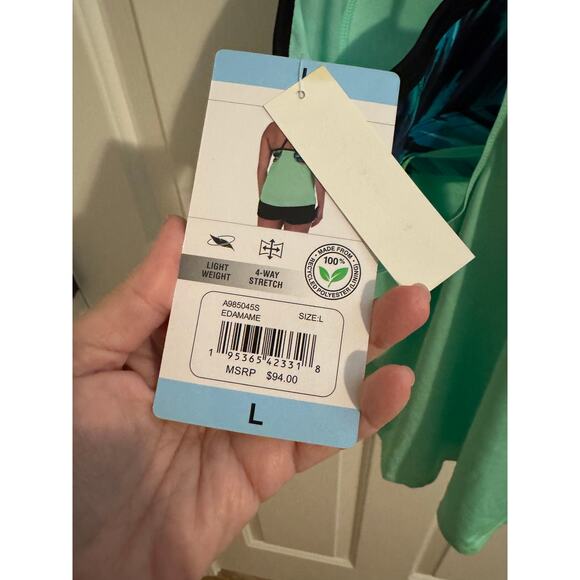 L
LIGHT WEIGHT
4-WAY STRETCH
MADE FROM
100%
RECYCLED POLYESTER (LINING)
A985045S
EDAMAME SIZE:L
1 95365 42331 8
MSRP $94.00
L